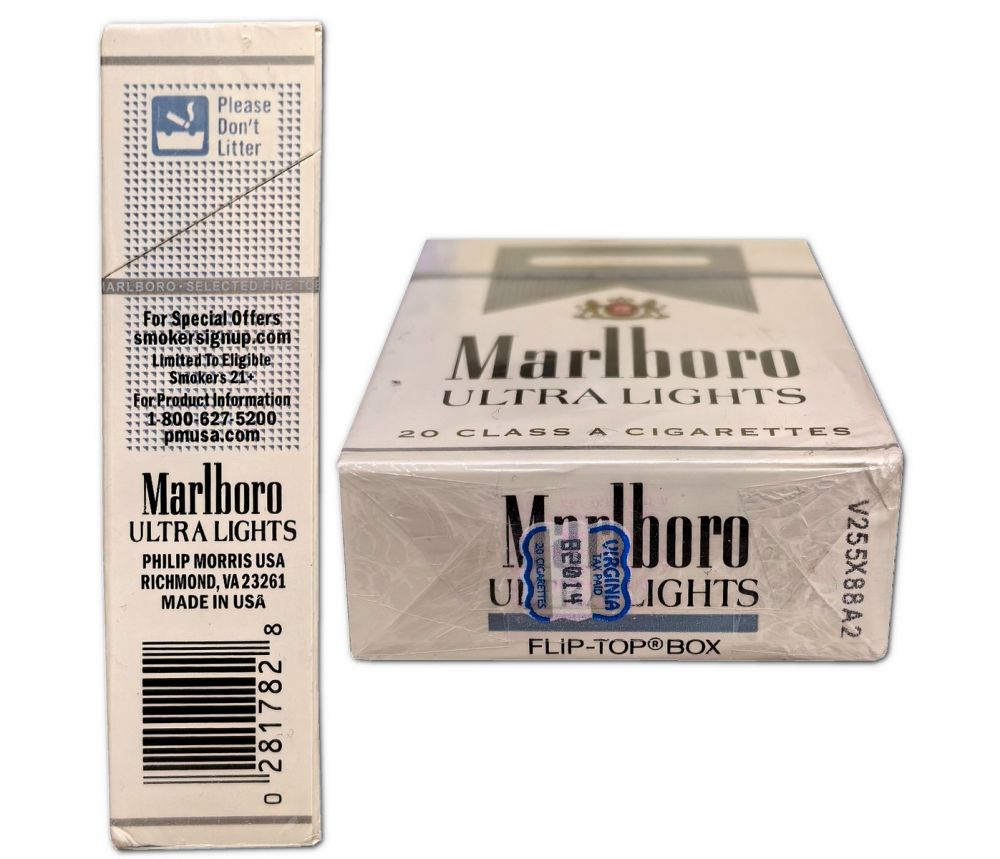 Please
Don't
Litter
ARLBORO · SELECTED FINE TOB
For Special Offers
smokersignup.com
Limited To Eligible
Smokers 21+
For Product Information
1-800-627-5200
pmusa.com
Marlboro
ULTRA LIGHTS
PHILIP MORRIS USA
RICHMOND, VA 23261
MADE IN USA
0 281782 8
Marlboro
ULTRA LIGHTS
20 CLASS A CIGARETTES
Marlboro
ULTRA LIGHTS
FLiP-TOP® BOX
VIRGINIA
TAX PAID
20 CIGARETTES
V255X88A2